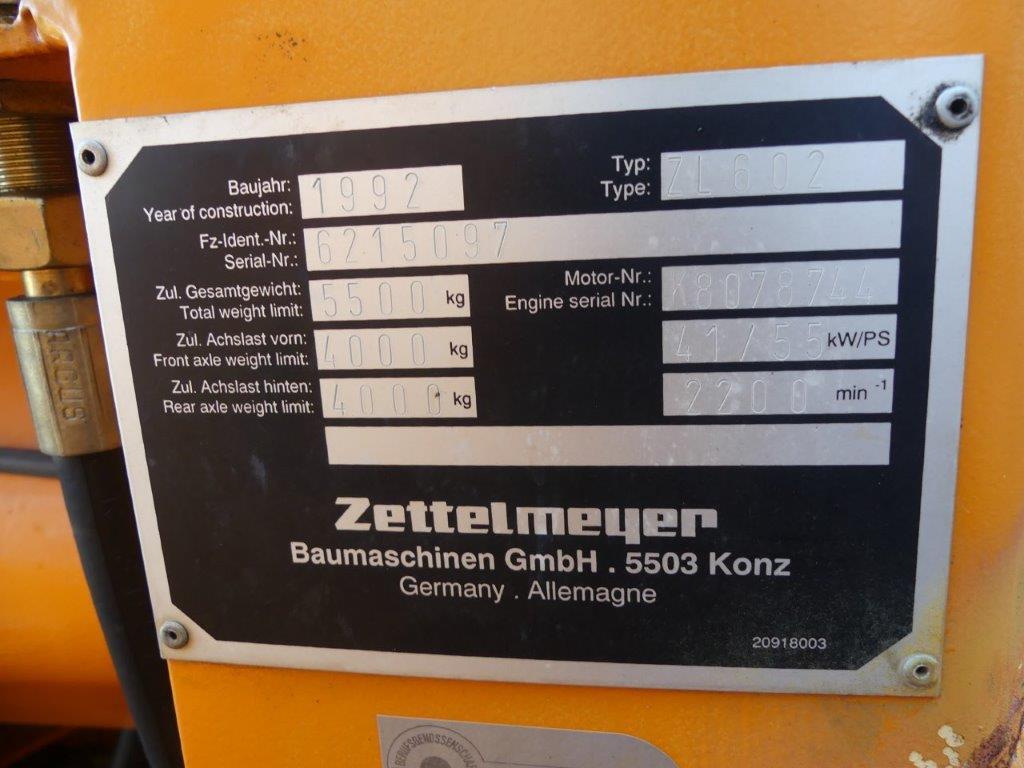 Baujahr: 1992
Year of construction:
Typ: ZL602
Type:
Fz-Ident.-Nr.: 6215097
Serial-Nr.:
Zul. Gesamtgewicht: 5500 kg
Total weight limit:
Motor-Nr.: K8078744
Engine serial Nr.:
Zul. Achslast vorn: 4000 kg
Front axle weight limit:
41/55 kW/PS
Zul. Achslast hinten: 4000 kg
Rear axle weight limit:
2200 min -1
Zettelmeyer
Baumaschinen GmbH . 5503 Konz
Germany . Allemagne
20918003
ARGUS